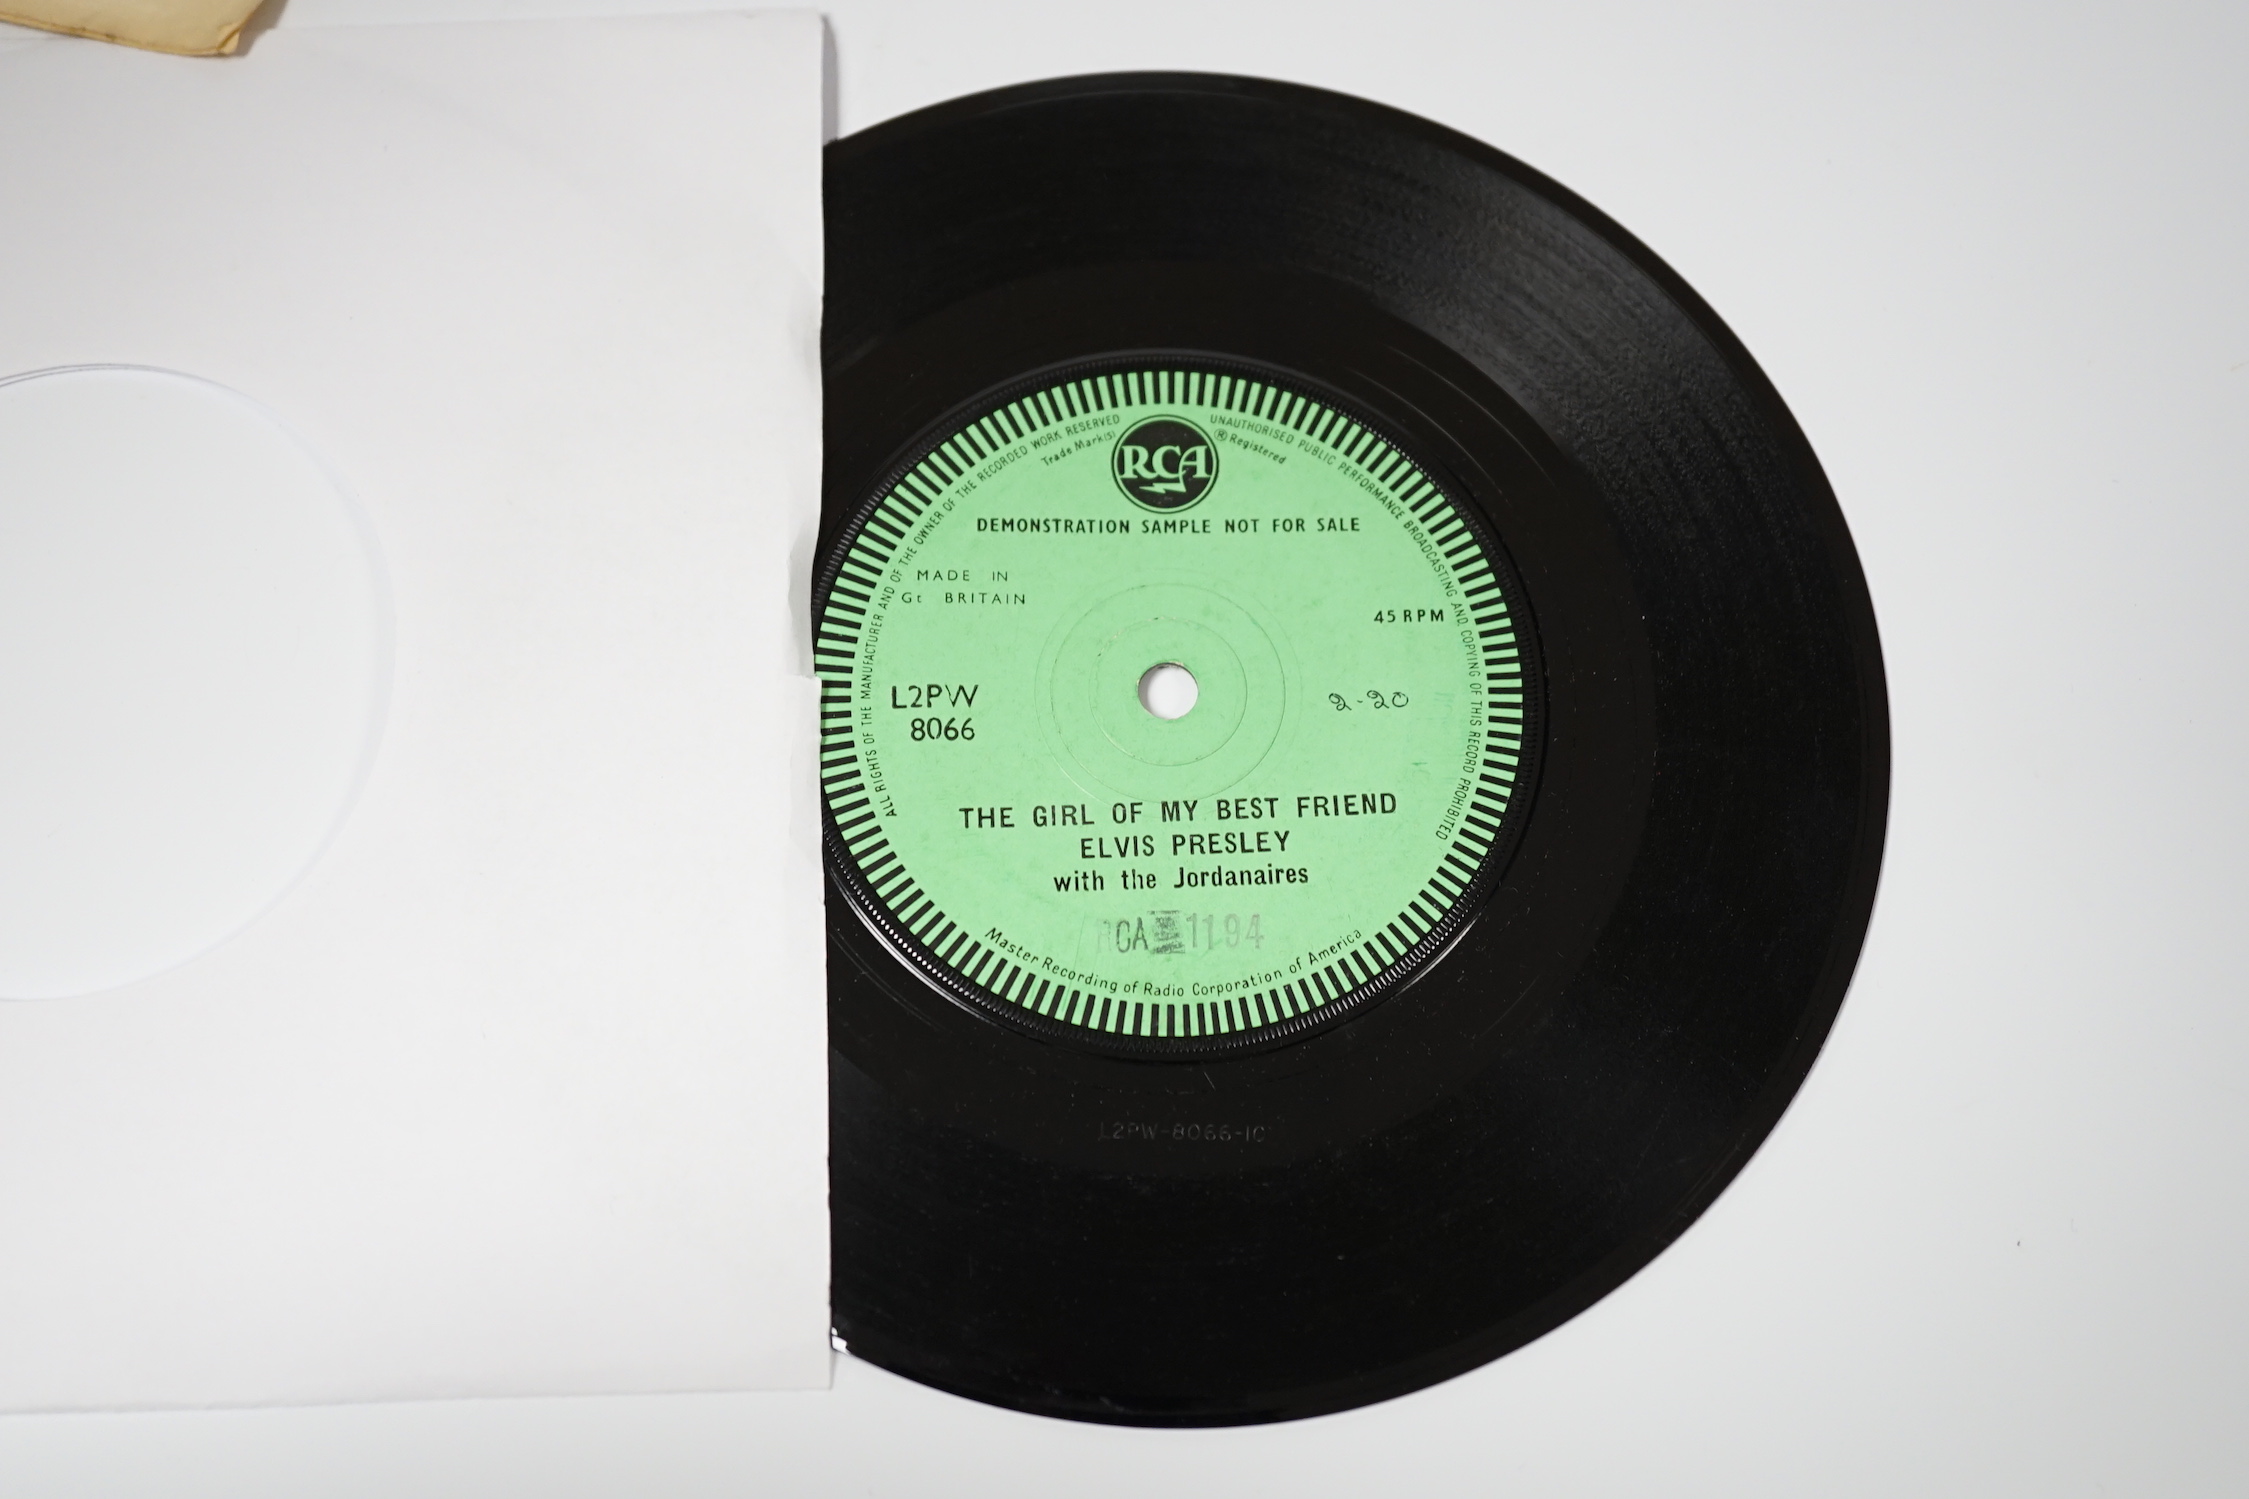 ALL RIGHTS OF THE MANUFACTURER AND OF THE OWNER OF THE RECORDED WORK RESERVED
UNAUTHORISED PUBLIC PERFORMANCE BROADCASTING AND COPYING OF THIS RECORD PROHIBITED
Trade Mark(s)
® Registered
RCA
DEMONSTRATION SAMPLE NOT FOR SALE
MADE IN
Gt BRITAIN
45 RPM
L2PW
8066
2-20
THE GIRL OF MY BEST FRIEND
ELVIS PRESLEY
with the Jordanaires
RCA 1194
Master Recording of Radio Corporation of America
L2PW-8066-1C